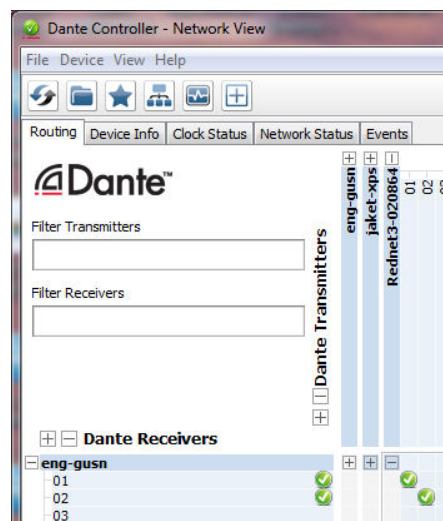 Dante Controller - Network View
File Device View Help
Routing Device Info Clock Status Network Status Events
Dante™
Filter Transmitters
Filter Receivers
Dante Transmitters
eng-gusn
jaket-xps
Rednet3-020864
01
02
Dante Receivers
eng-gusn
01
02
03